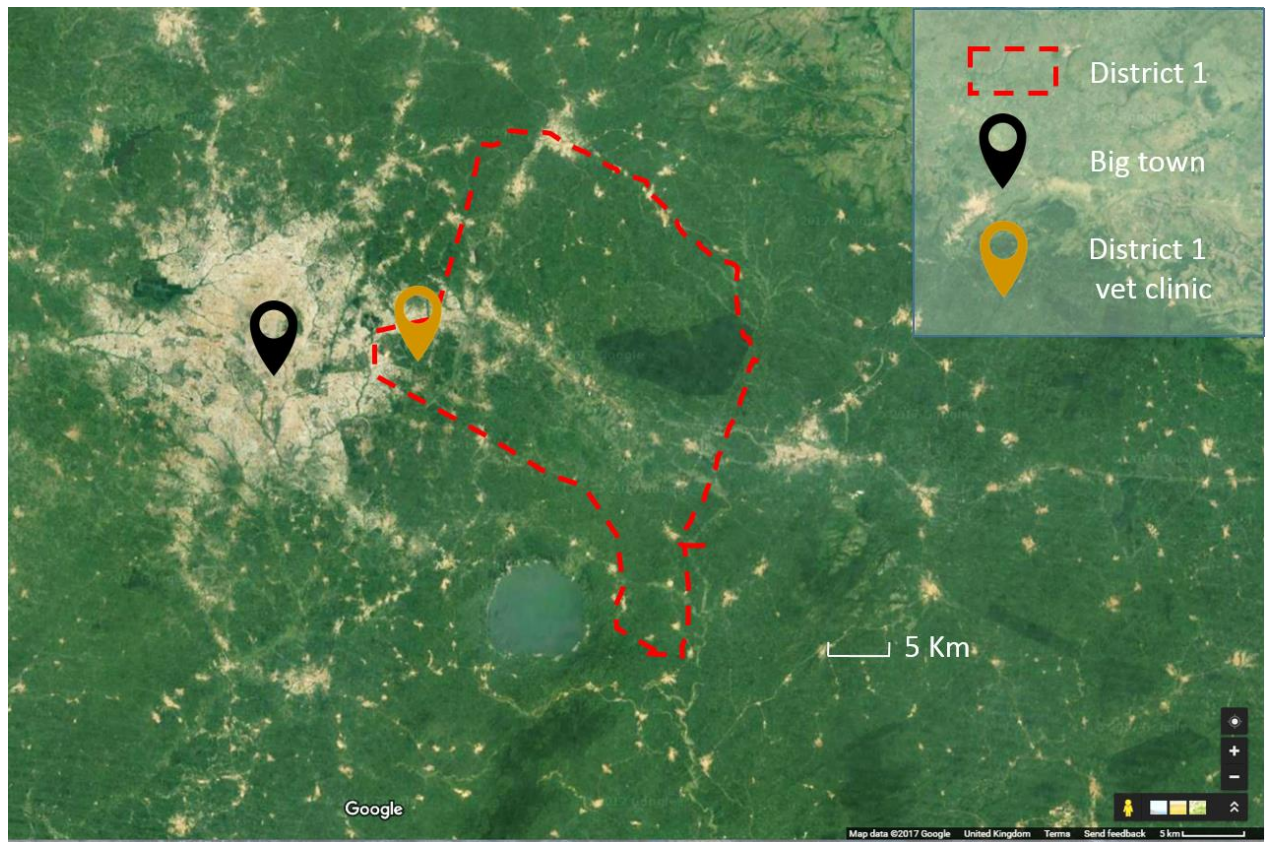 District 1
Big town
District 1
vet clinic
5 Km
Google
Map data ©2017 Google United Kingdom Terms Send feedback 5 km